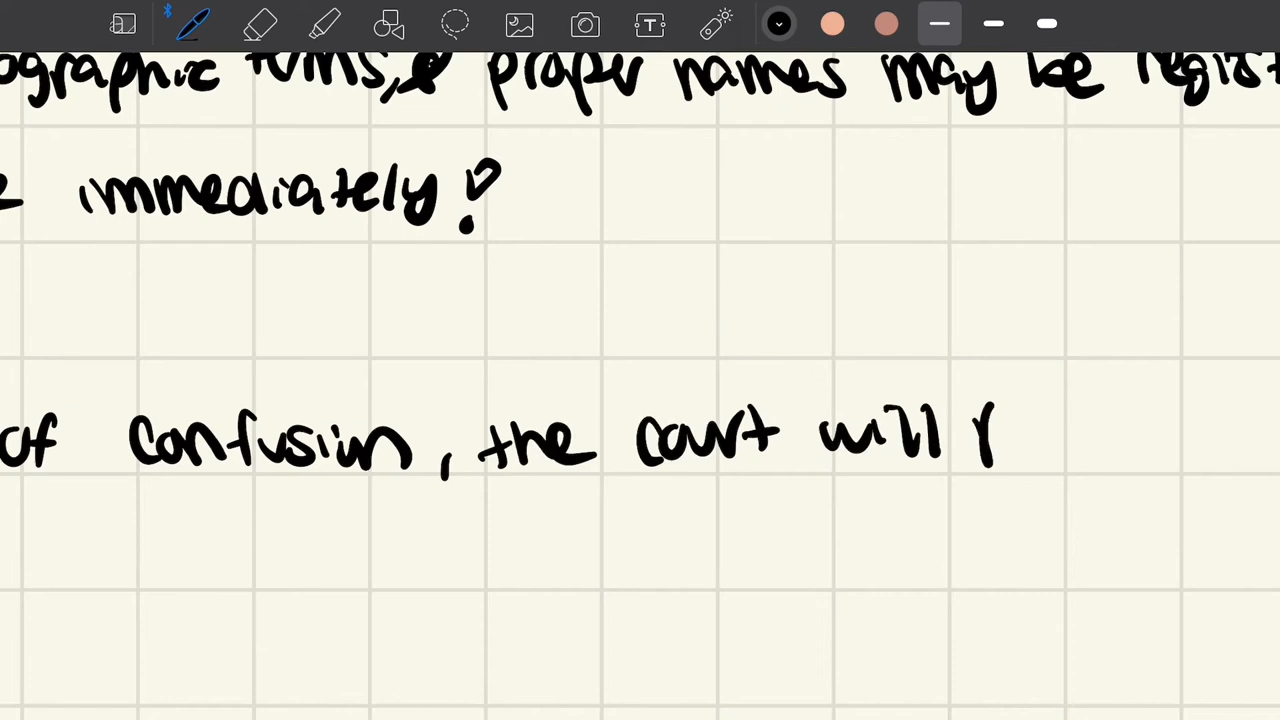 ographic terms, & proper names may be regist
e immediately?
of confusion, the court will r